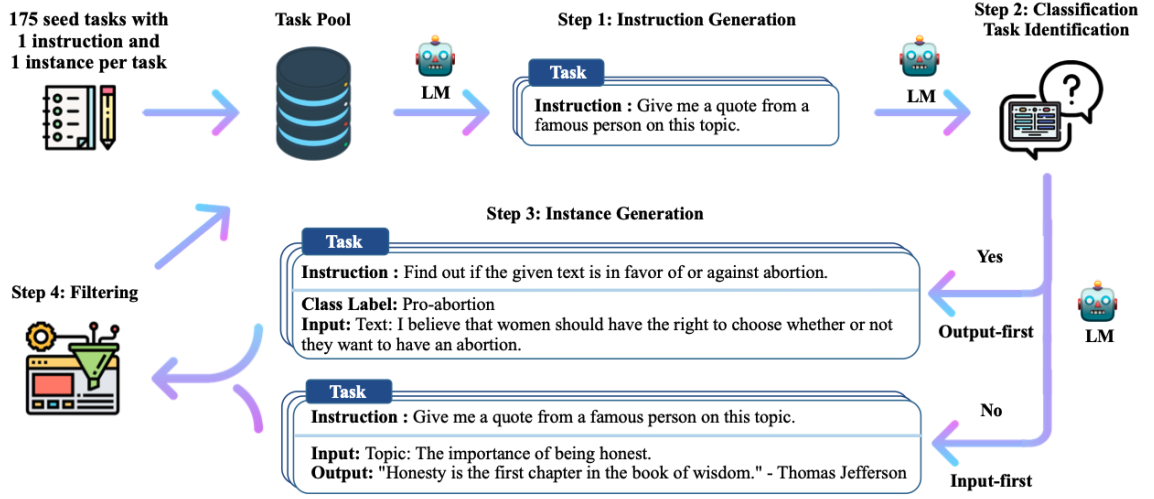 175 seed tasks with
1 instruction and
1 instance per task
Task Pool
LM
Step 1: Instruction Generation
Task
Instruction : Give me a quote from a
famous person on this topic.
LM
Step 2: Classification
Task Identification
Step 3: Instance Generation
Task
Instruction : Find out if the given text is in favor of or against abortion.
Class Label: Pro-abortion
Input: Text: I believe that women should have the right to choose whether or not
they want to have an abortion.
Yes
Output-first
LM
Step 4: Filtering
Task
Instruction : Give me a quote from a famous person on this topic.
Input: Topic: The importance of being honest.
Output: "Honesty is the first chapter in the book of wisdom." - Thomas Jefferson
No
Input-first